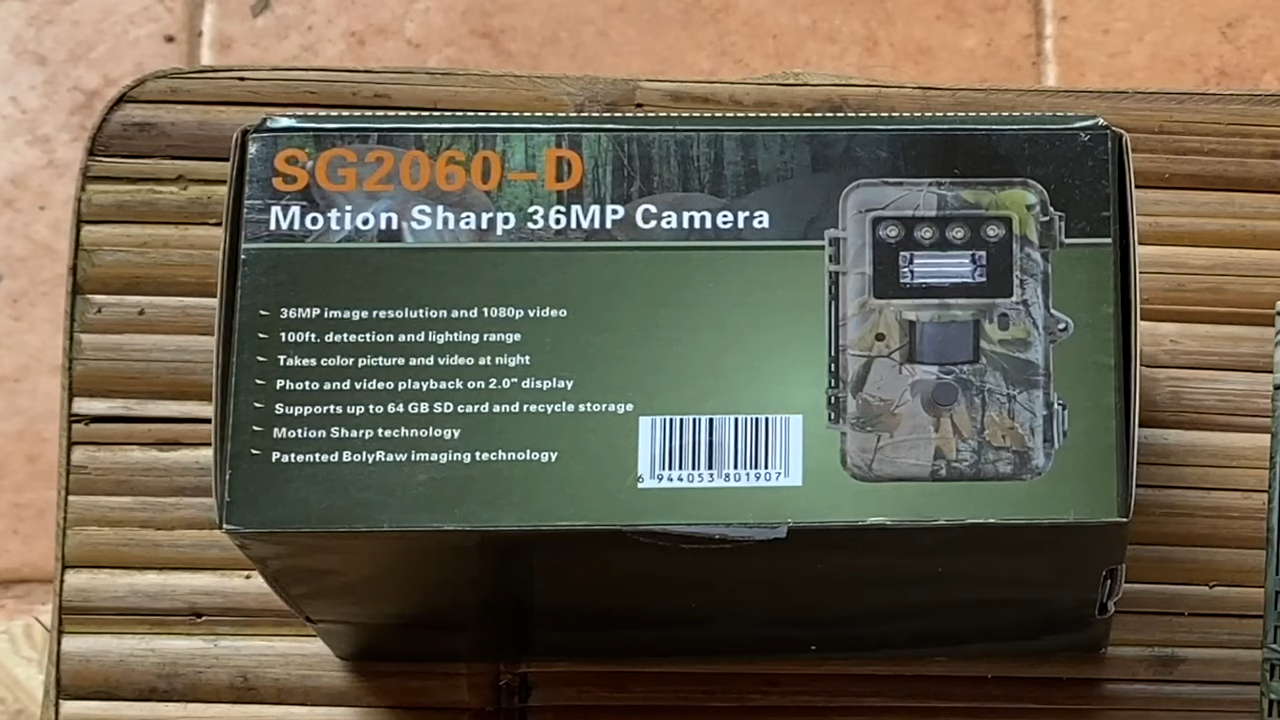 SG2060-D
Motion Sharp 36MP Camera
36MP image resolution and 1080p video
100ft. detection and lighting range
Takes color picture and video at night
Photo and video playback on 2.0" display
Supports up to 64 GB SD card and recycle storage
Motion Sharp technology
Patented BolyRaw imaging technology
6 944053 801907